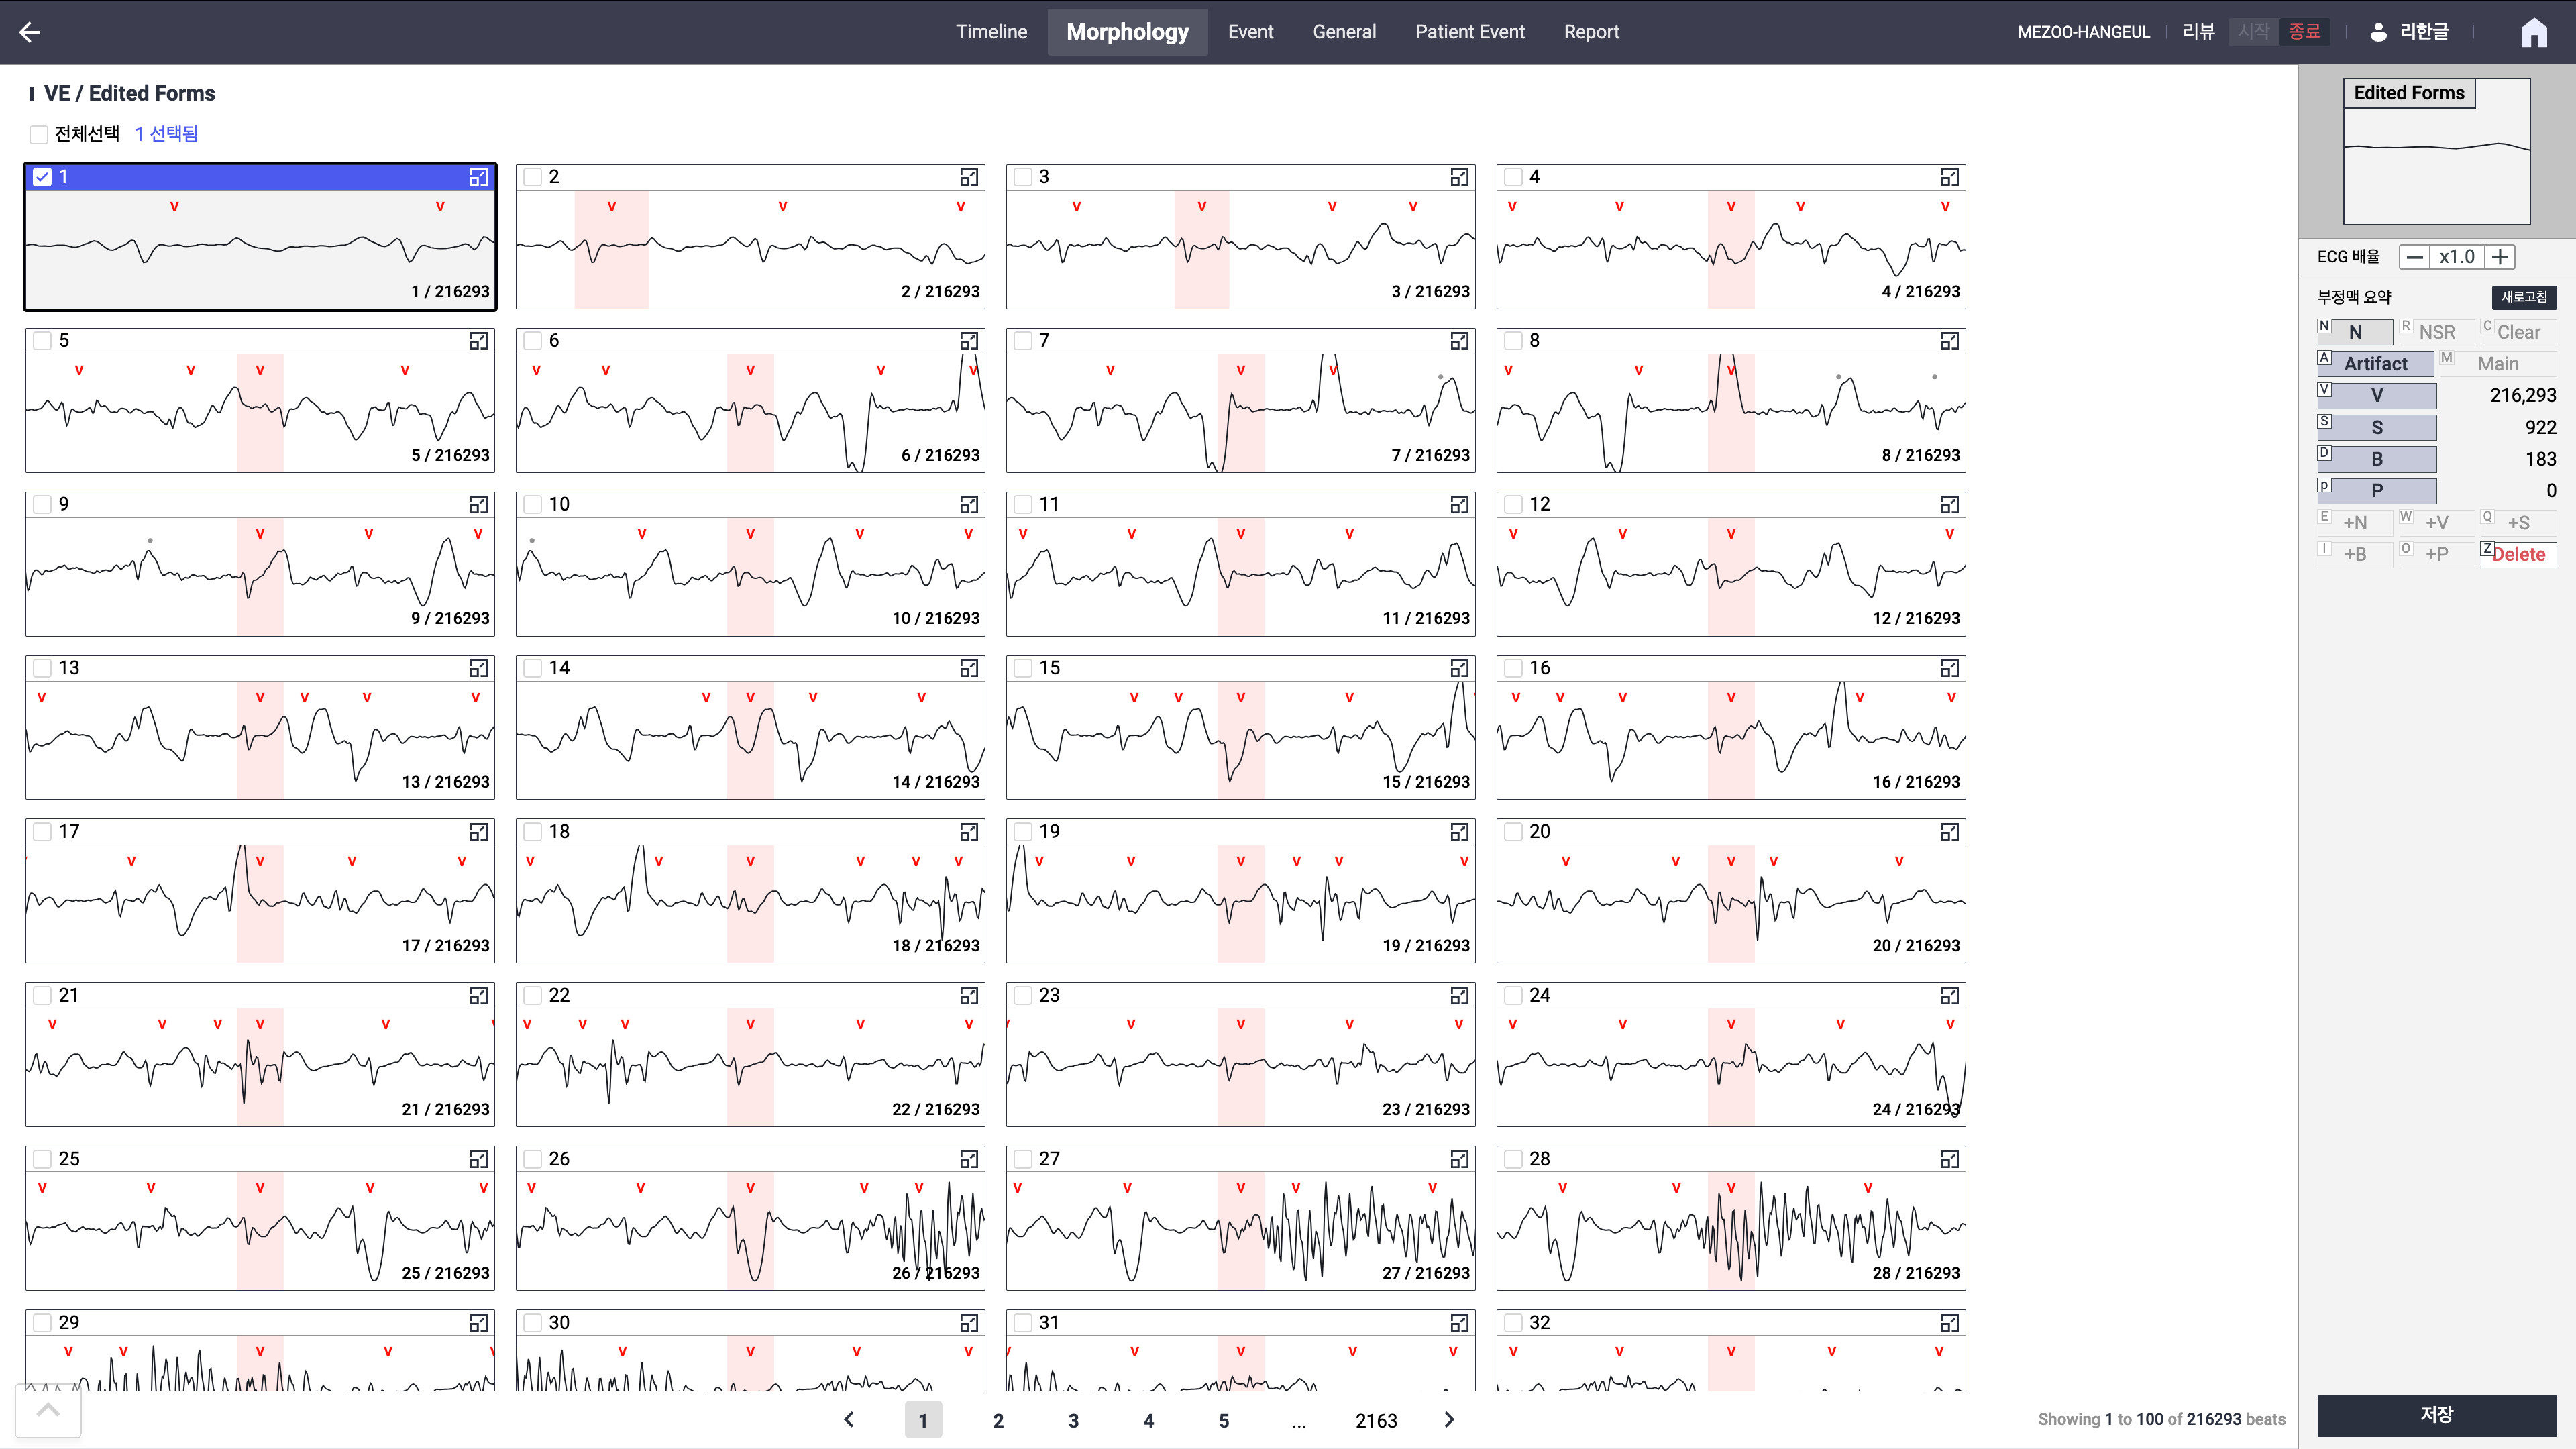 Timeline Morphology Event General Patient Event Report MEZOO-HANGEUL 리뷰 시작 종료 리한글
VE / Edited Forms
전체선택 1 선택됨
1 2 3 4
v v v v v v v v v v v v v v
1 / 216293 2 / 216293 3 / 216293 4 / 216293
5 6 7 8
v v v v v v v v v v v v v v v
5 / 216293 6 / 216293 7 / 216293 8 / 216293
9 10 11 12
v v v v v v v v v v v v v v v
9 / 216293 10 / 216293 11 / 216293 12 / 216293
13 14 15 16
v v v v v v v v v v v v v v v v v v v
13 / 216293 14 / 216293 15 / 216293 16 / 216293
17 18 19 20
v v v v v v v v v v v v v v v v v v v v v
17 / 216293 18 / 216293 19 / 216293 20 / 216293
21 22 23 24
v v v v v v v v v v v v v v v v v v v v
21 / 216293 22 / 216293 23 / 216293 24 / 216293
25 26 27 28
v v v v v v v v v v v v v v v v v v v
25 / 216293 26 / 216293 27 / 216293 28 / 216293
29 30 31 32
v v v v v v v v v v v v v v v v v
1 2 3 4 5 ... 2163
Showing 1 to 100 of 216293 beats
Edited Forms
ECG 배율 x1.0
부정맥 요약 새로고침
N N R NSR C Clear
A Artifact M Main
V V 216,293
S S 922
D B 183
p P 0
E +N W +V Q +S
I +B O +P Z Delete
저장